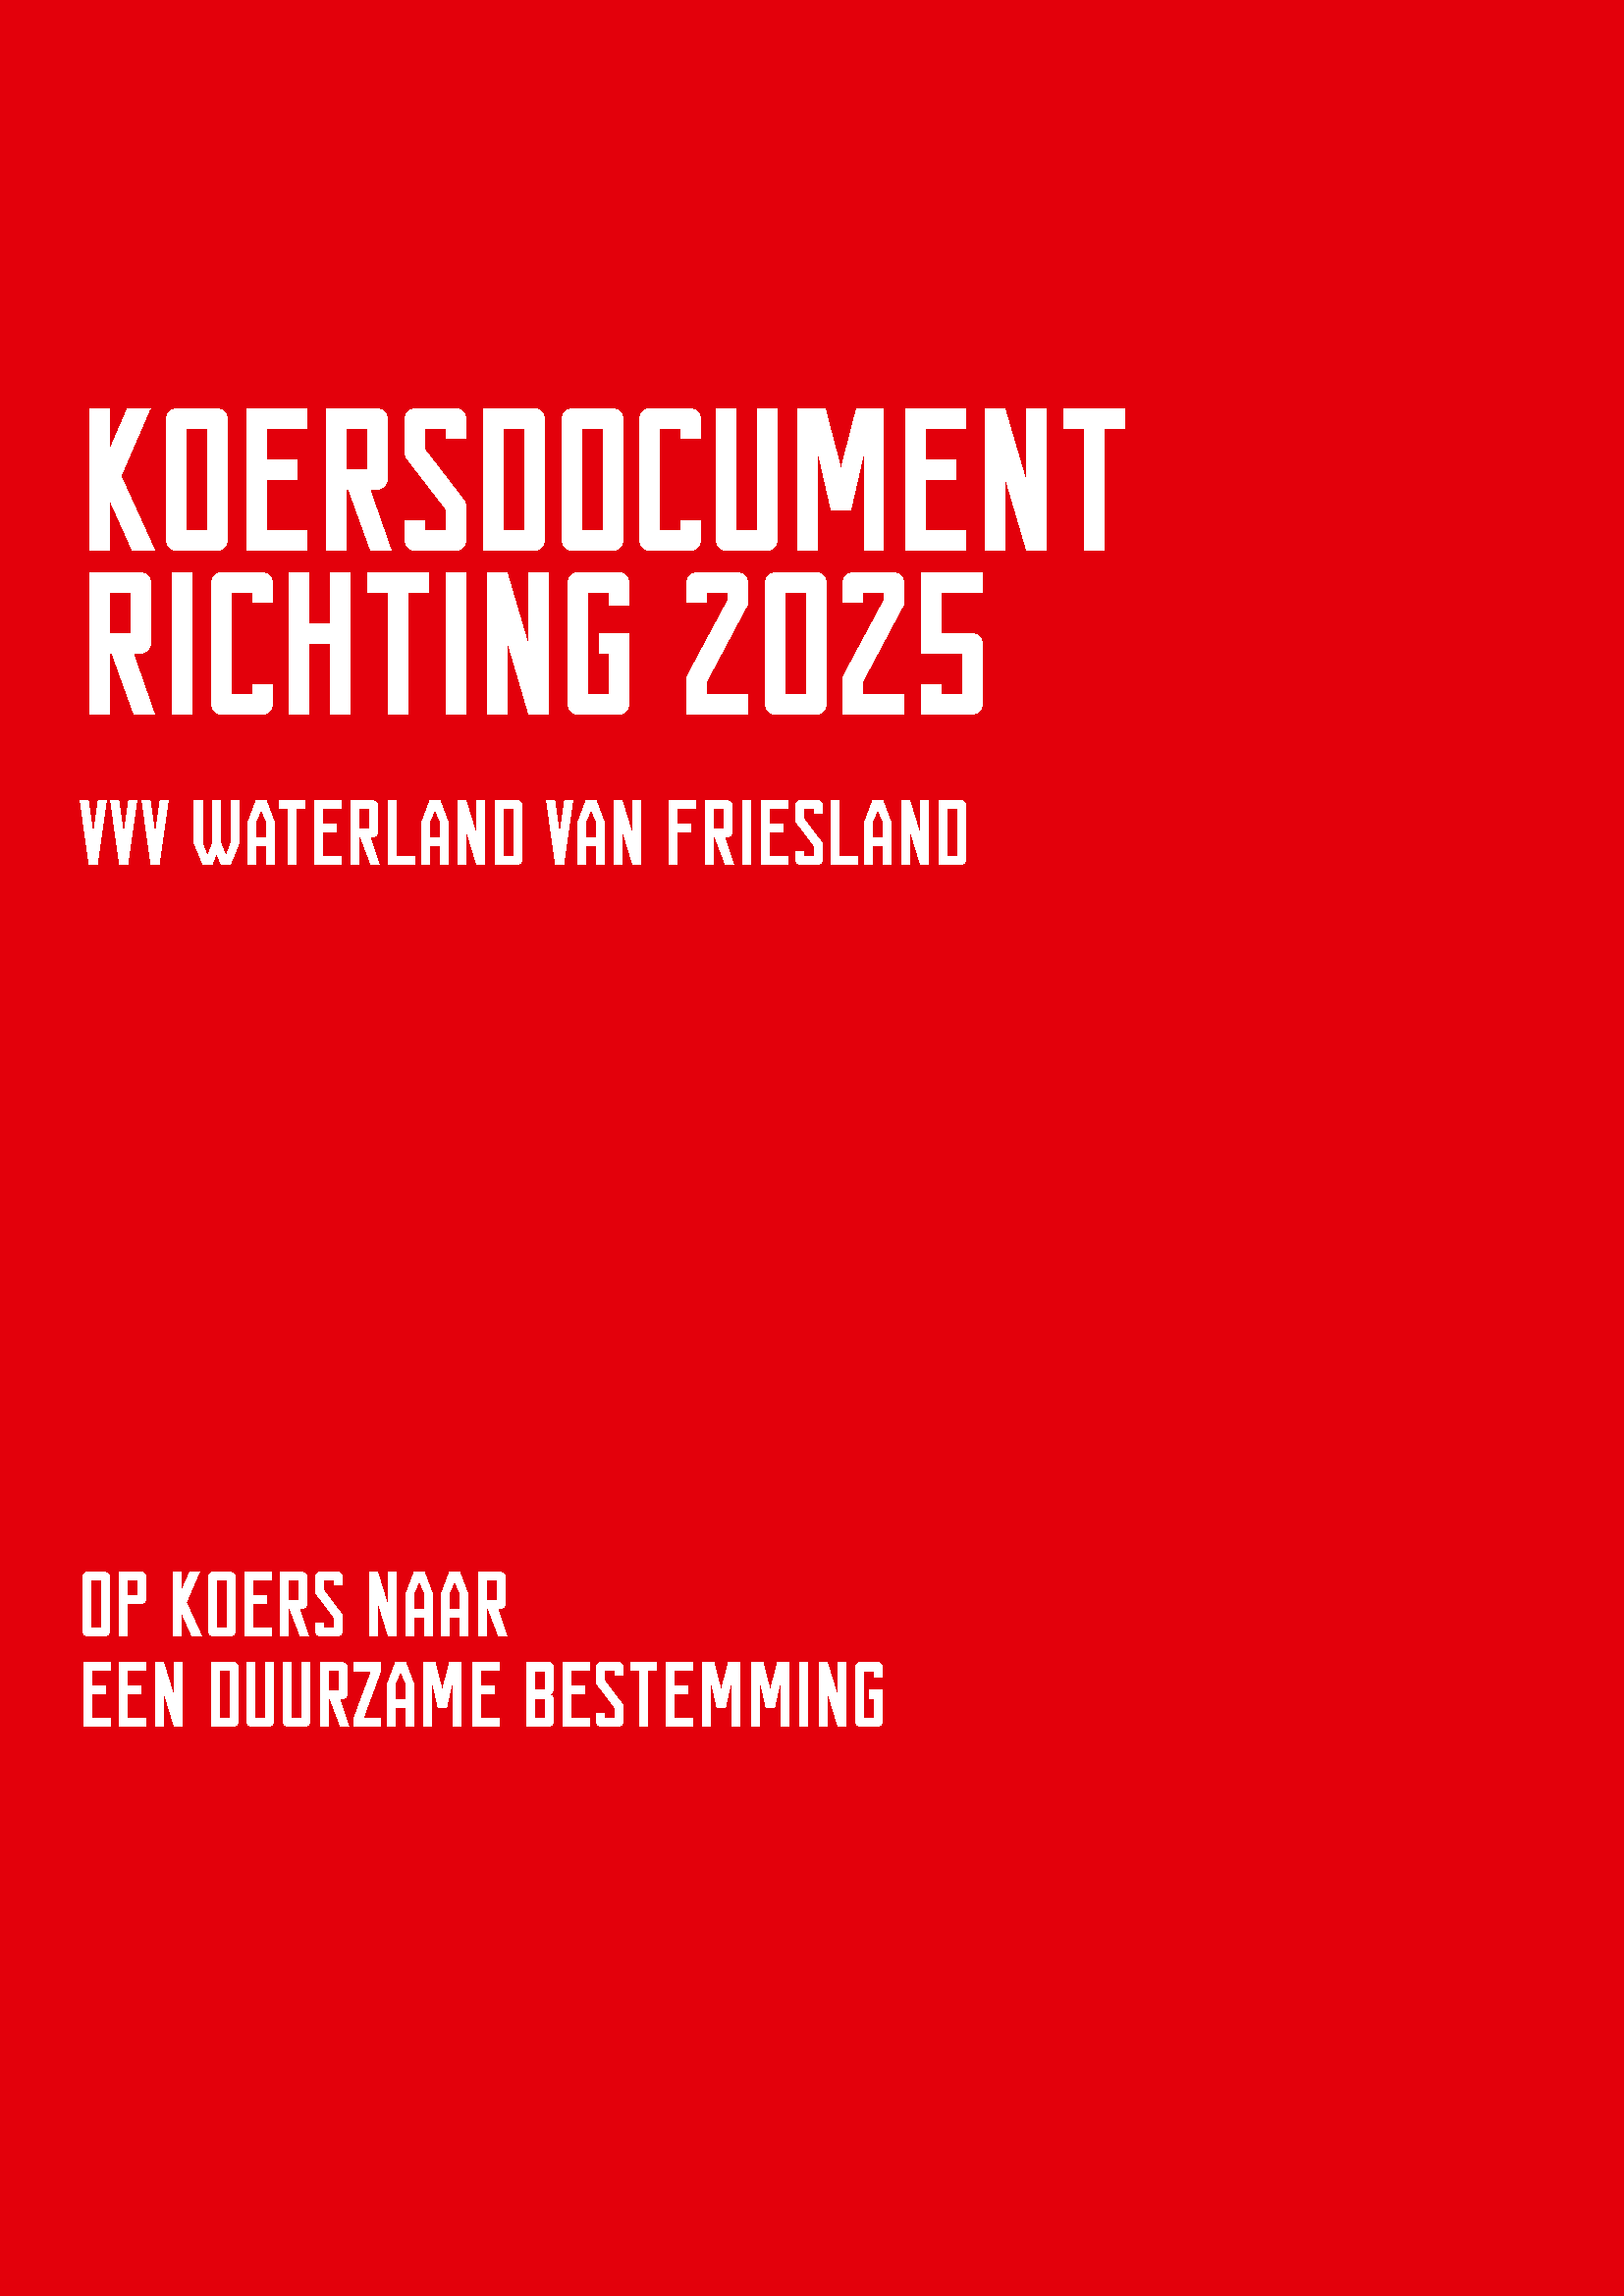 KOERSDOCUMENT
RICHTING 2025
VVV WATERLAND VAN FRIESLAND
OP KOERS NAAR
EEN DUURZAME BESTEMMING